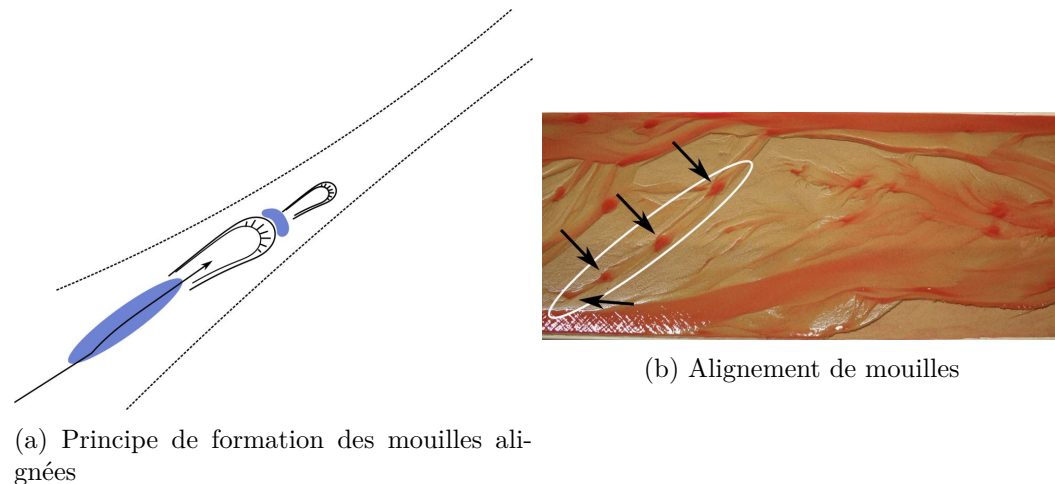 (a) Principe de formation des mouilles ali-
gnées
(b) Alignement de mouilles